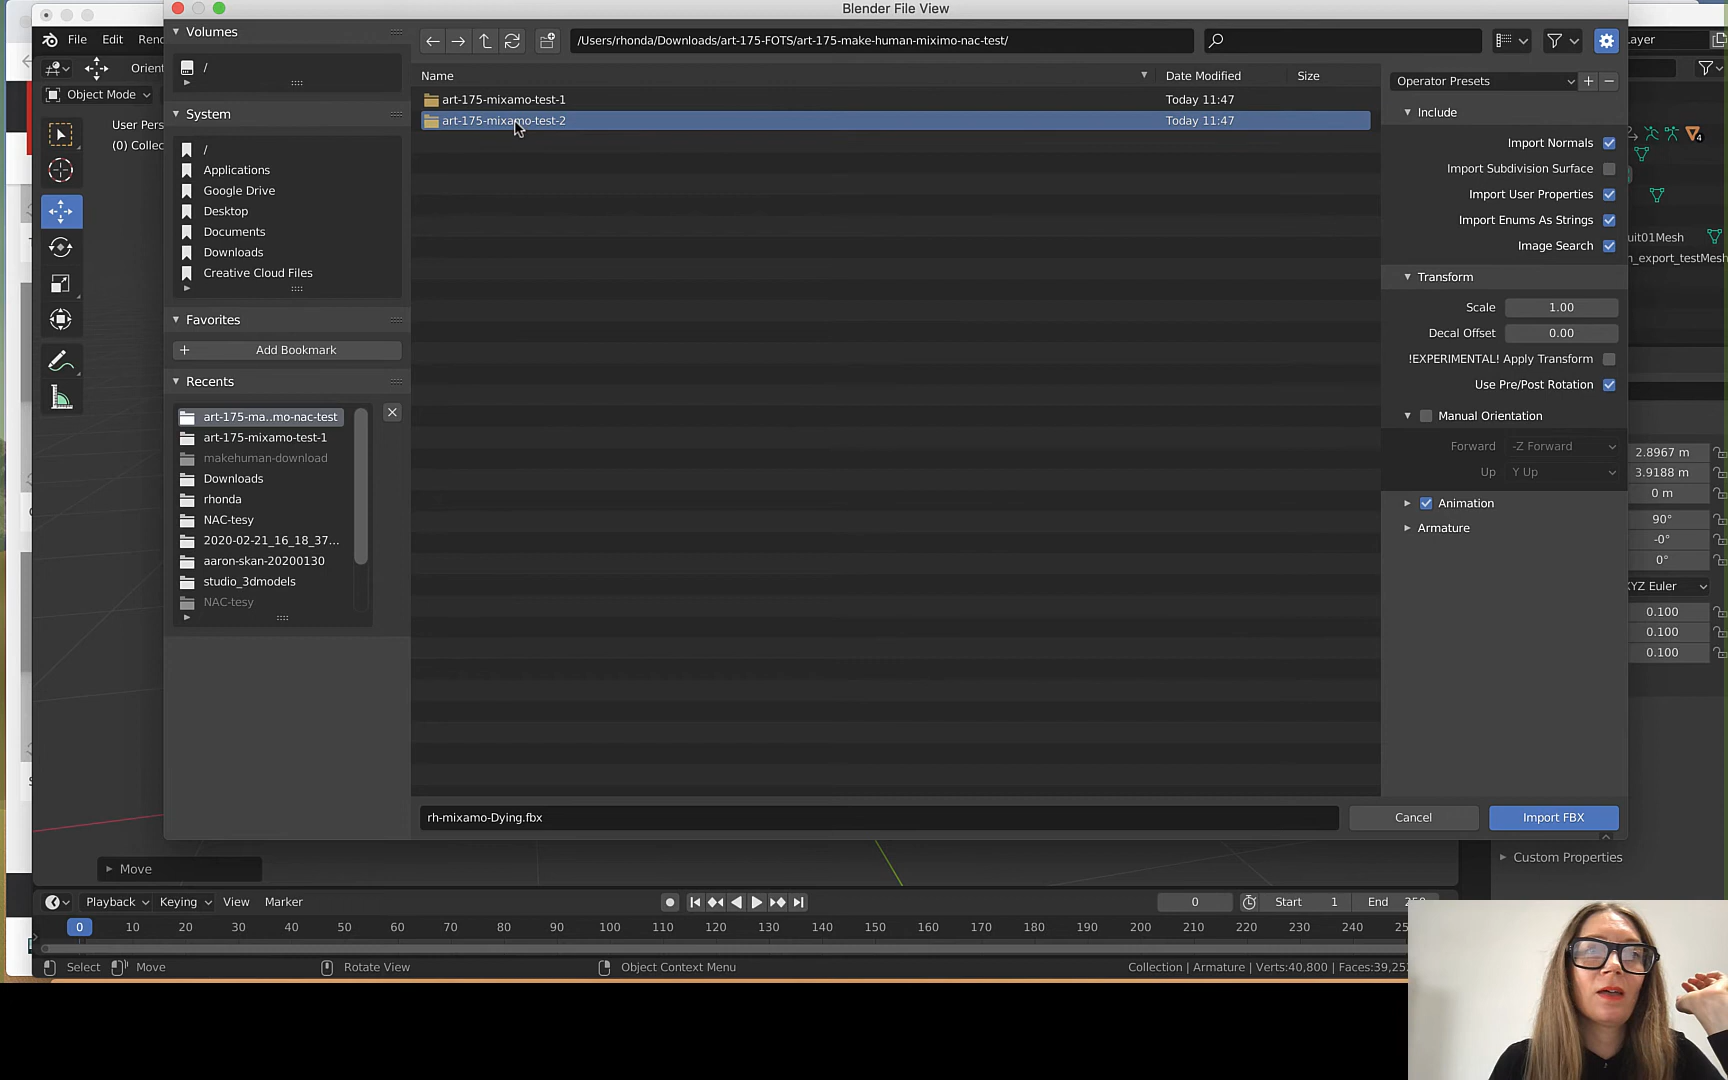 Blender File View
File Edit Ren
Orient
Object Mode
User Pers
(0) Collec
Volumes
/
System
/
Applications
Google Drive
Desktop
Documents
Downloads
Creative Cloud Files
Favorites
Add Bookmark
Recents
art-175-ma..mo-nac-test
art-175-mixamo-test-1
makehuman-download
Downloads
rhonda
NAC-tesy
2020-02-21_16_18_37...
aaron-skan-20200130
studio_3dmodels
NAC-tesy
/Users/rhonda/Downloads/art-175-FOTS/art-175-make-human-miximo-nac-test/
Name Date Modified Size
art-175-mixamo-test-1 Today 11:47
art-175-mixamo-test-2 Today 11:47
rh-mixamo-Dying.fbx
Cancel Import FBX
Operator Presets
Include
Import Normals
Import Subdivision Surface
Import User Properties
Import Enums As Strings
Image Search
Transform
Scale 1.00
Decal Offset 0.00
!EXPERIMENTAL! Apply Transform
Use Pre/Post Rotation
Manual Orientation
Forward -Z Forward
Up Y Up
Animation
Armature
Layer
4
uit01Mesh
n_export_testMesh
2.8967 m
3.9188 m
0 m
90°
-0°
0°
XYZ Euler
0.100
0.100
0.100
Custom Properties
Move
Playback Keying View Marker
0 Start 1 End
0 10 20 30 40 50 60 70 80 90 100 110 120 130 140 150 160 170 180 190 200 210 220 230 240
Select Move Rotate View Object Context Menu
Collection | Armature | Verts:40,800 | Faces:39,252